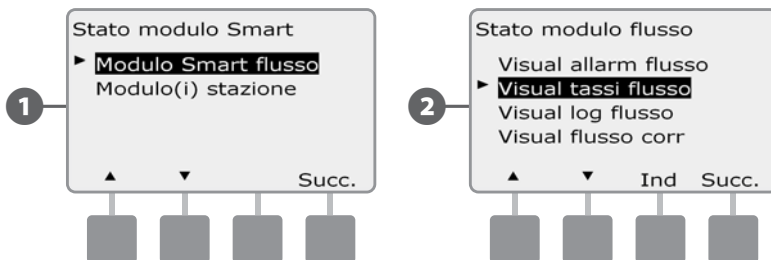 1
Stato modulo Smart
► Modulo Smart flusso
Modulo(i) stazione
▲ ▼ Succ.
2
Stato modulo flusso
Visual allarm flusso
► Visual tassi flusso
Visual log flusso
Visual flusso corr
▲ ▼ Ind Succ.